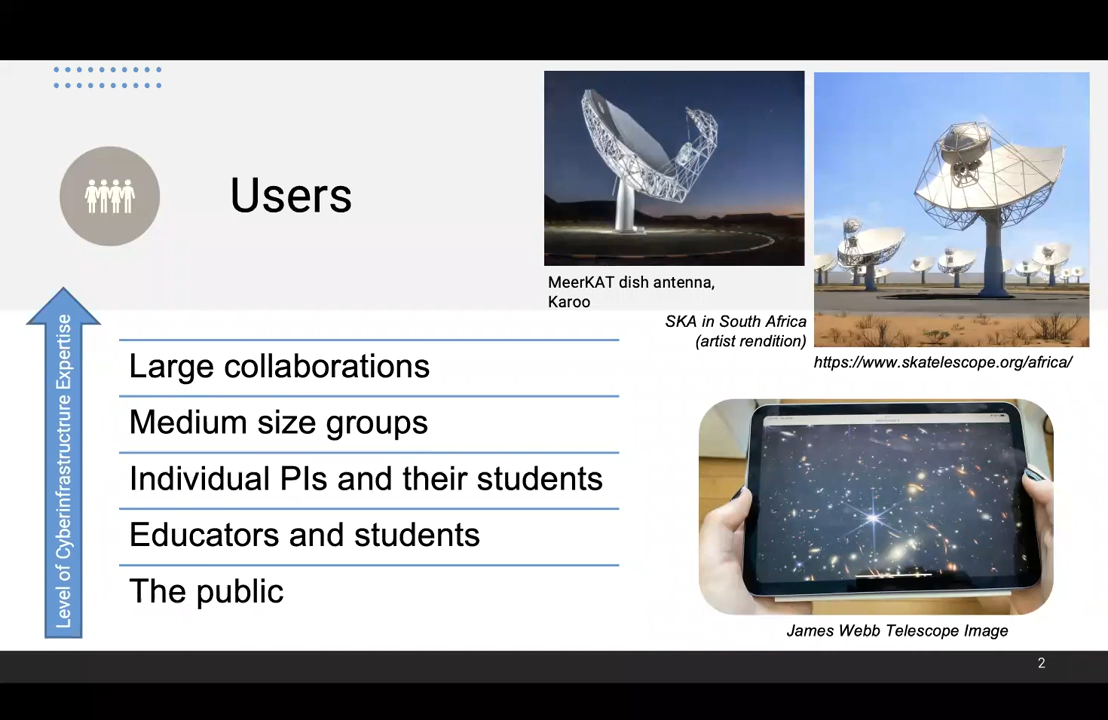 Users
MeerKAT dish antenna,
Karoo
SKA in South Africa
(artist rendition)
https://www.skatelescope.org/africa/
Level of Cyberinfrastructrure Expertise
Large collaborations
Medium size groups
Individual PIs and their students
Educators and students
The public
James Webb Telescope Image
2